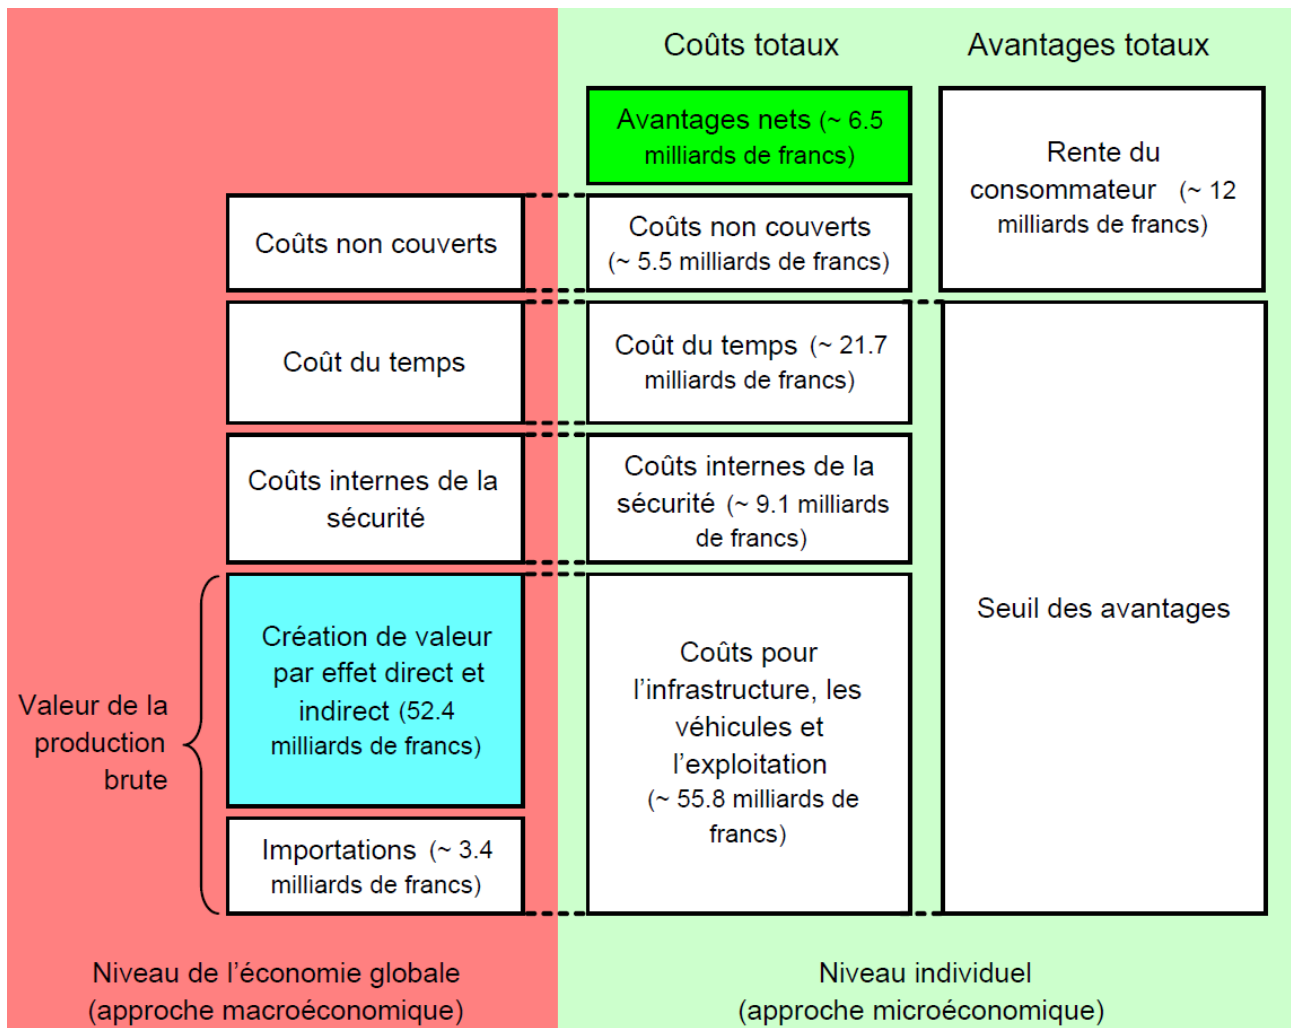 Coûts totaux
Avantages totaux
Avantages nets (~ 6.5
milliards de francs)
Rente du
consommateur (~ 12
milliards de francs)
Coûts non couverts
Coûts non couverts
(~ 5.5 milliards de francs)
Coût du temps
Coût du temps (~ 21.7
milliards de francs)
Coûts internes de la
sécurité
Coûts internes de la
sécurité (~ 9.1 milliards
de francs)
Seuil des avantages
Valeur de la
production
brute
Création de valeur
par effet direct et
indirect (52.4
milliards de francs)
Coûts pour
l’infrastructure, les
véhicules et
l’exploitation
(~ 55.8 milliards de
francs)
Importations (~ 3.4
milliards de francs)
Niveau de l’économie globale
(approche macroéconomique)
Niveau individuel
(approche microéconomique)